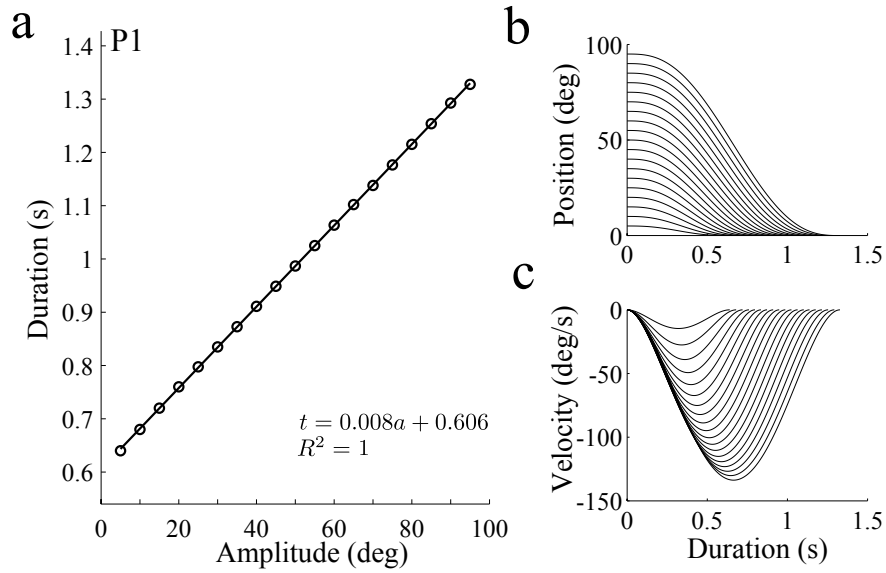 a
P1
Duration (s)
1.4
1.3
1.2
1.1
1
0.9
0.8
0.7
0.6
t = 0.008a + 0.606
R² = 1
0 20 40 60 80 100
Amplitude (deg)
b
Position (deg)
100
50
0
0 0.5 1 1.5
c
Velocity (deg/s)
0
-50
-100
-150
0 0.5 1 1.5
Duration (s)